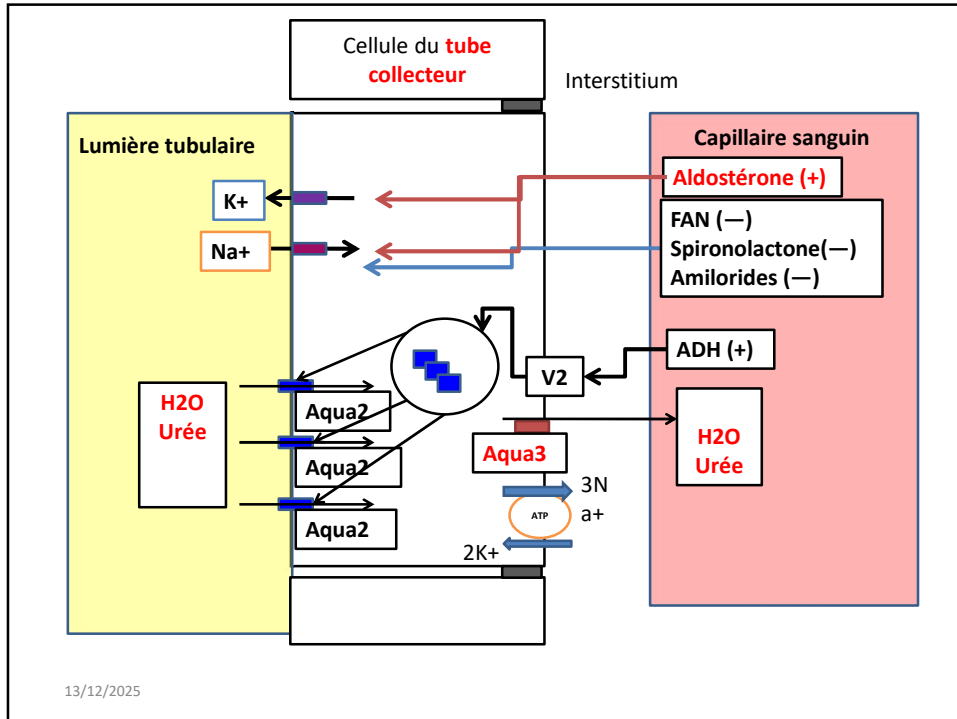 Cellule du tube
collecteur
Interstitium
Lumière tubulaire
Capillaire sanguin
Aldostérone (+)
K+
FAN (—)
Spironolactone(—)
Amilorides (—)
Na+
ADH (+)
V2
H2O
Urée
Aqua2
Aqua2
Aqua2
Aqua3
H2O
Urée
3N
a+
ATP
2K+
13/12/2025